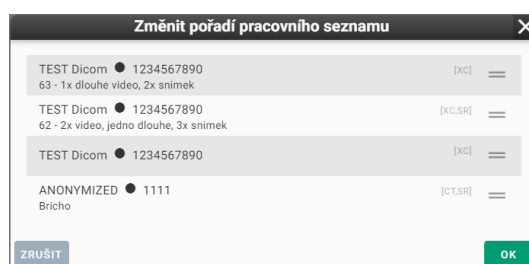 Změnit pořadí pracovního seznamu
TEST Dicom ● 1234567890 [XC]
63 - 1x dlouhe video, 2x snimek
TEST Dicom ● 1234567890 [XC,SR]
62 - 2x video, jedno dlouhe, 3x snimek
TEST Dicom ● 1234567890 [XC]
ANONYMIZED ● 1111 [CT,SR]
Bricho
ZRUŠIT OK